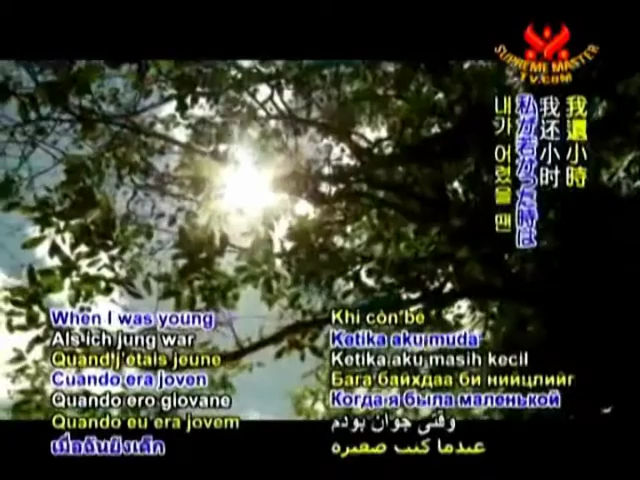 SUPREME MASTER
TV.COM
我還小時
我还小时
私が若かった時は
내가 어렸을 땐
When I was young
Als ich jung war
Quand j'étais jeune
Cuando era joven
Quando ero giovane
Quando eu era jovem
เมื่อฉันยังเด็ก
Khi còn bé
Ketika aku muda
Ketika aku masih kecil
Бага байхдаа би нийцлийг
Когда я была маленькой
وقتی جوان بودم
عندما كنت صغيره